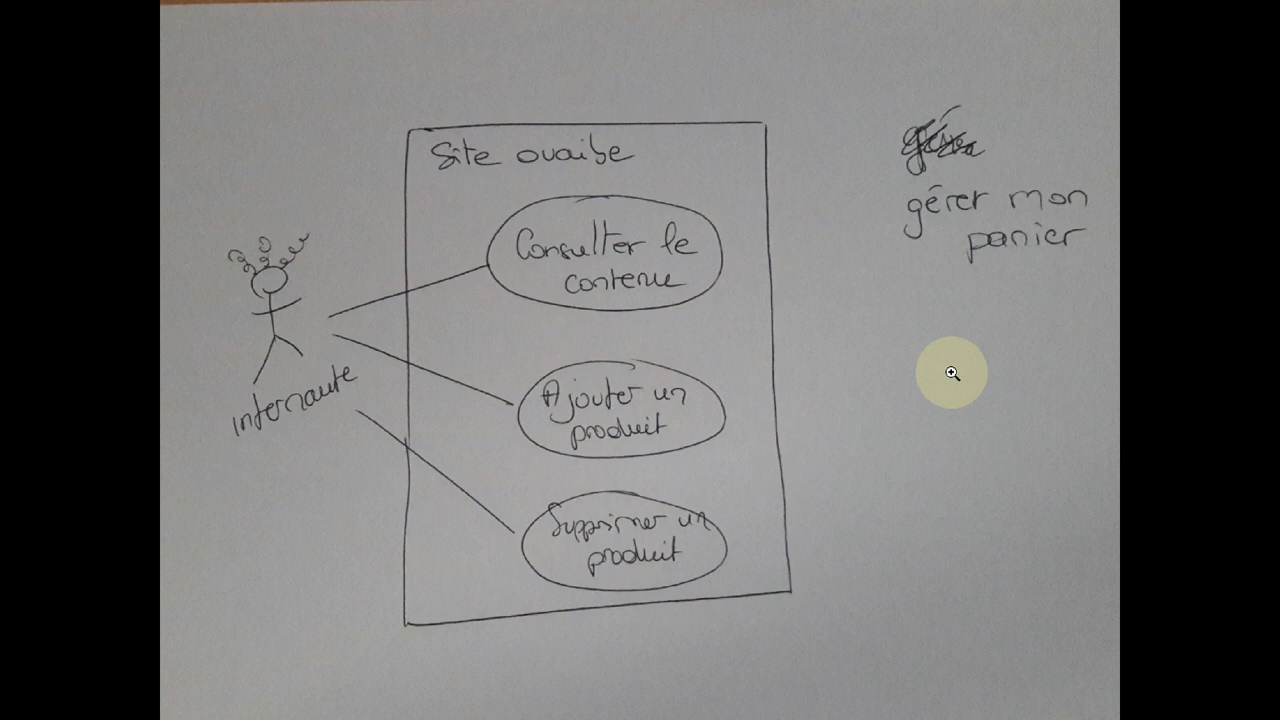 Site ouaibe
Consulter le
contenu
Ajouter un
produit
Supprimer un
produit
internaute
gérer mon
panier